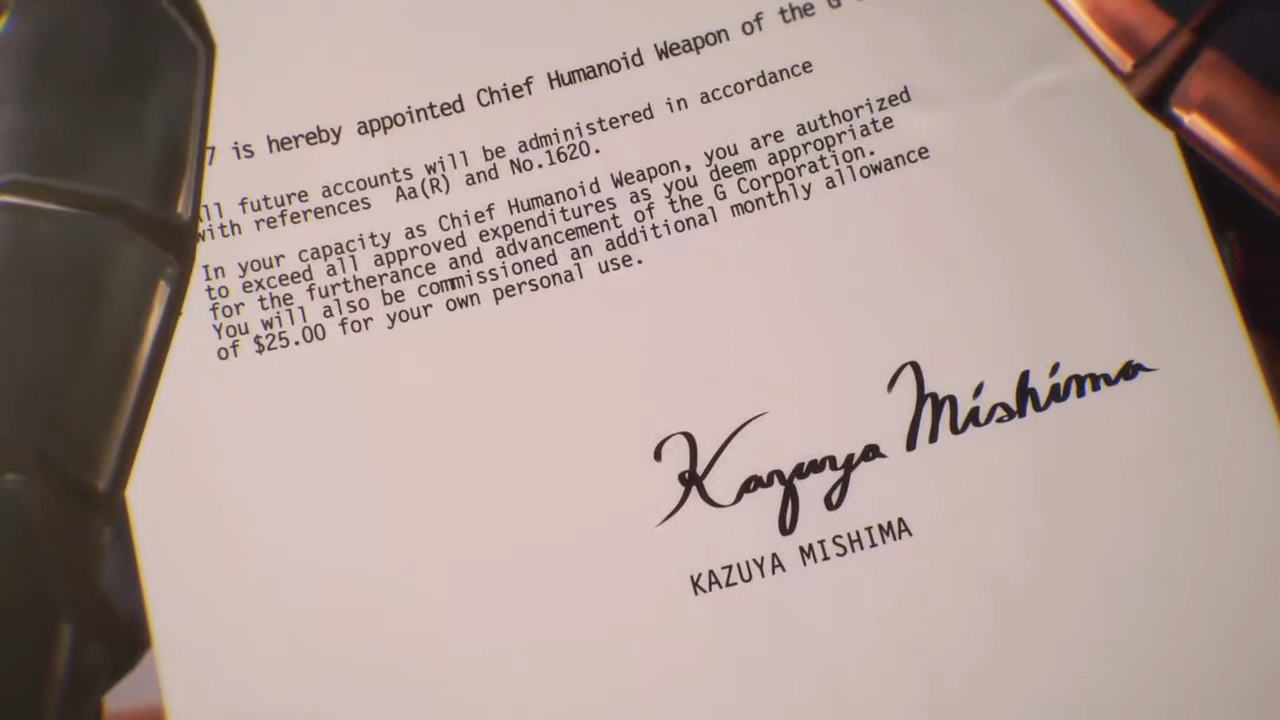 7 is hereby appointed Chief Humanoid Weapon of the G
All future accounts will be administered in accordance
with references Aa(R) and No.1620.
In your capacity as Chief Humanoid Weapon, you are authorized
to exceed all approved expenditures as you deem appropriate
for the furtherance and advancement of the G Corporation.
You will also be commissioned an additional monthly allowance
of $25.00 for your own personal use.
Kazuya Mishima
KAZUYA MISHIMA